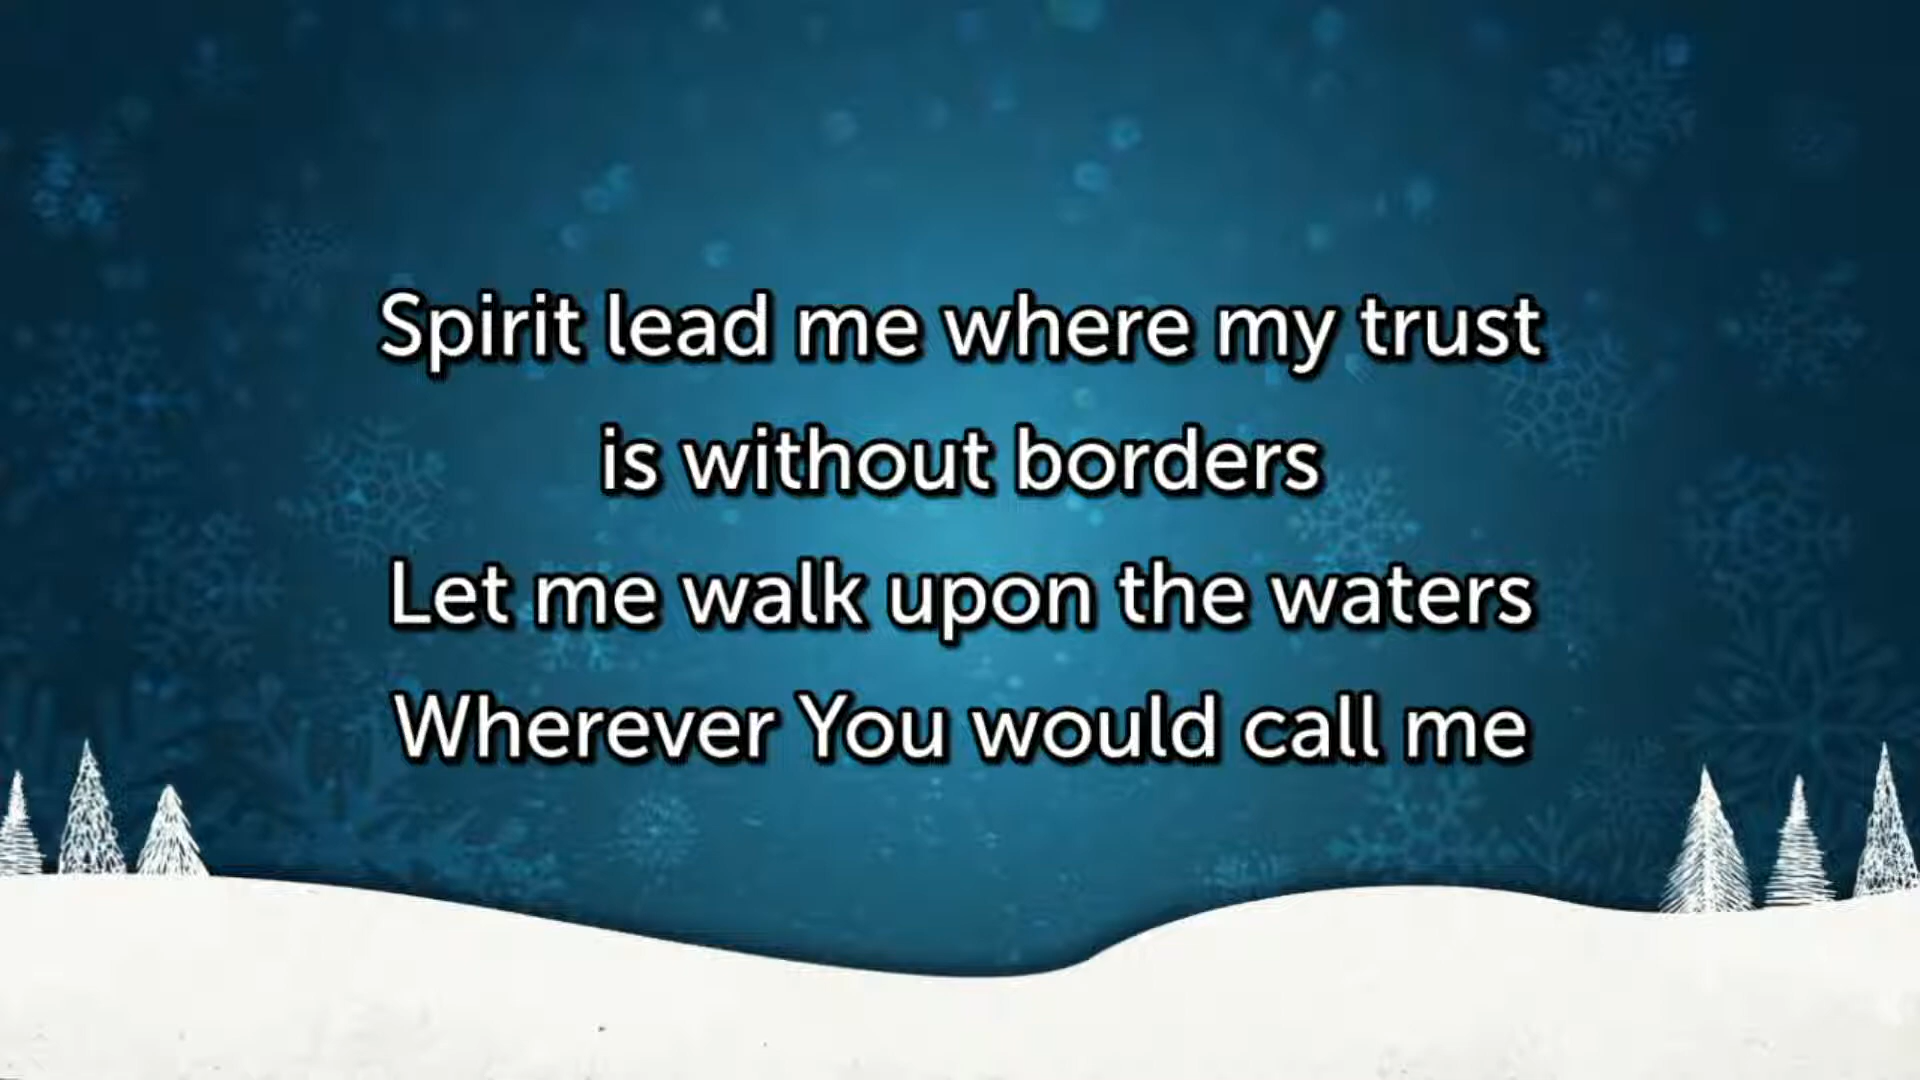 Spirit lead me where my trust
is without borders
Let me walk upon the waters
Wherever You would call me